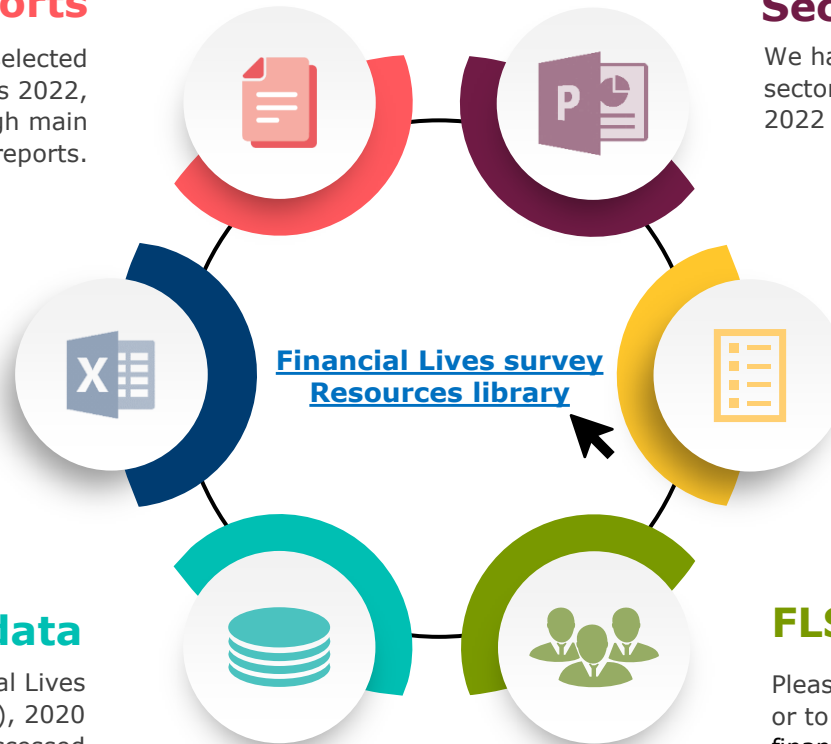 orts
elected
s 2022,
gh main
reports.
Sec
We ha
sector
2022
P
X
Financial Lives survey
Resources library
data
al Lives
), 2020
FLS
Pleas
or to